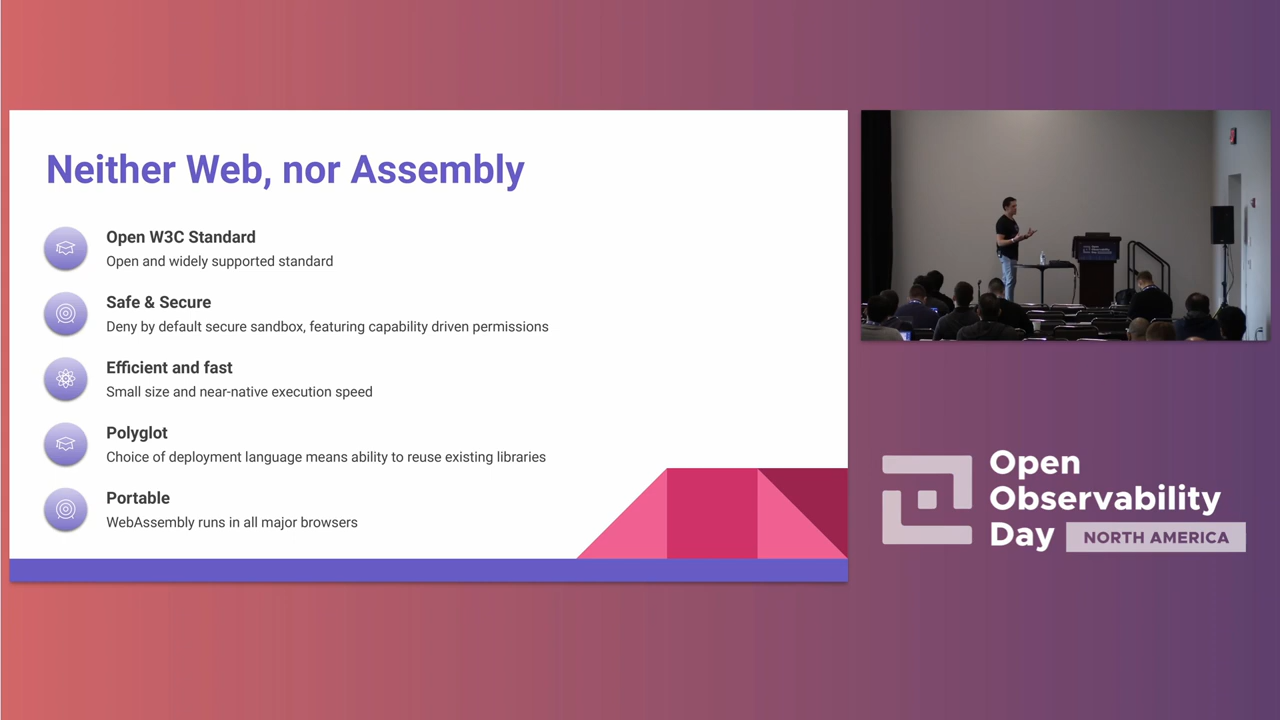 Neither Web, nor Assembly
Open W3C Standard
Open and widely supported standard
Safe & Secure
Deny by default secure sandbox, featuring capability driven permissions
Efficient and fast
Small size and near-native execution speed
Polyglot
Choice of deployment language means ability to reuse existing libraries
Portable
WebAssembly runs in all major browsers
Open
Observability
Day
NORTH AMERICA